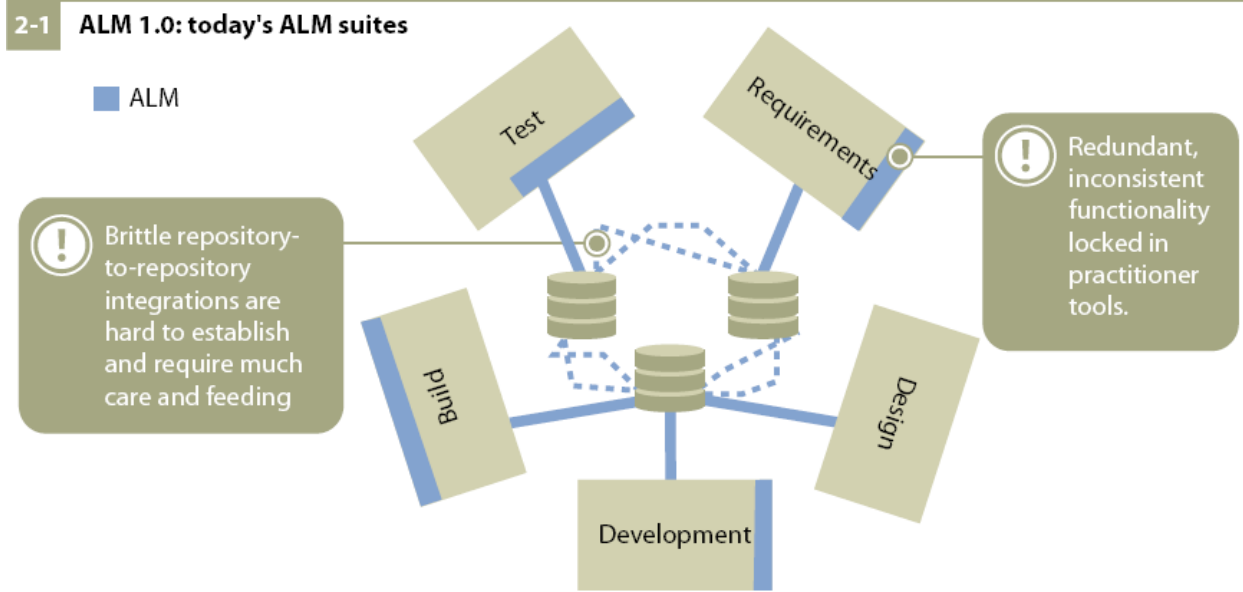 2-1 ALM 1.0: today's ALM suites
ALM
Test
Requirements
! Redundant,
inconsistent
functionality
locked in
practitioner
tools.
! Brittle repository-
to-repository
integrations are
hard to establish
and require much
care and feeding
Build
Design
Development